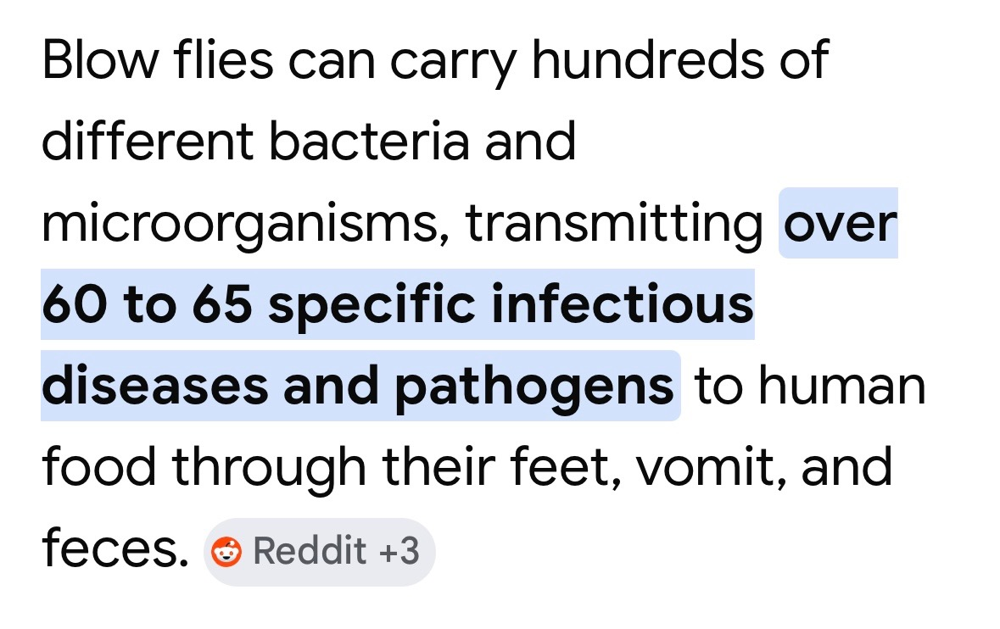 Blow flies can carry hundreds of
different bacteria and
microorganisms, transmitting over
60 to 65 specific infectious
diseases and pathogens to human
food through their feet, vomit, and
feces. Reddit +3